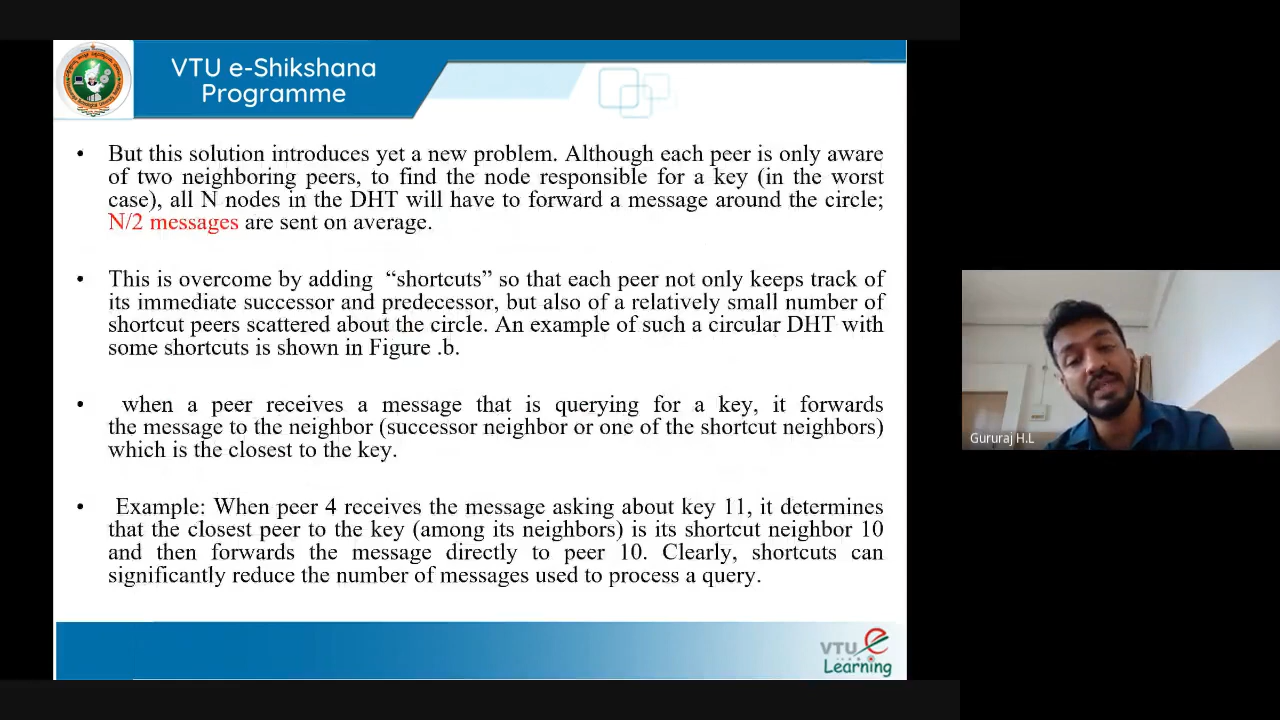 VTU e-Shikshana
Programme
• But this solution introduces yet a new problem. Although each peer is only aware
of two neighboring peers, to find the node responsible for a key (in the worst
case), all N nodes in the DHT will have to forward a message around the circle;
N/2 messages are sent on average.
• This is overcome by adding “shortcuts” so that each peer not only keeps track of
its immediate successor and predecessor, but also of a relatively small number of
shortcut peers scattered about the circle. An example of such a circular DHT with
some shortcuts is shown in Figure .b.
• when a peer receives a message that is querying for a key, it forwards
the message to the neighbor (successor neighbor or one of the shortcut neighbors)
which is the closest to the key.
• Example: When peer 4 receives the message asking about key 11, it determines
that the closest peer to the key (among its neighbors) is its shortcut neighbor 10
and then forwards the message directly to peer 10. Clearly, shortcuts can
significantly reduce the number of messages used to process a query.
Gururaj H.L
VTU e
Learning